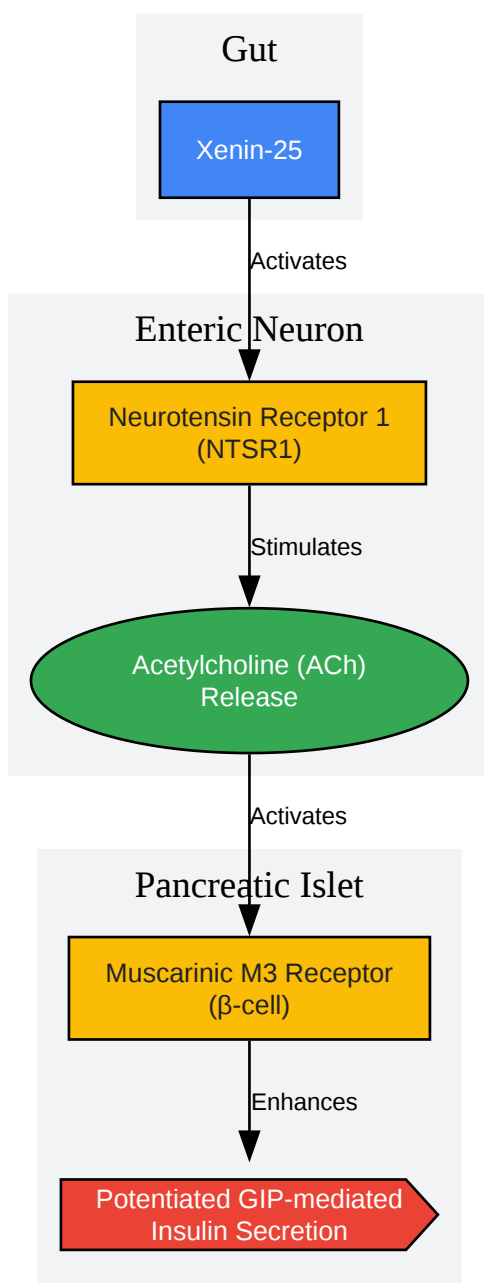 Gut
Xenin-25
Activates
Enteric Neuron
Neurotensin Receptor 1
(NTSR1)
Stimulates
Acetylcholine (ACh)
Release
Activates
Pancreatic Islet
Muscarinic M3 Receptor
(β-cell)
Enhances
Potentiated GIP-mediated
Insulin Secretion